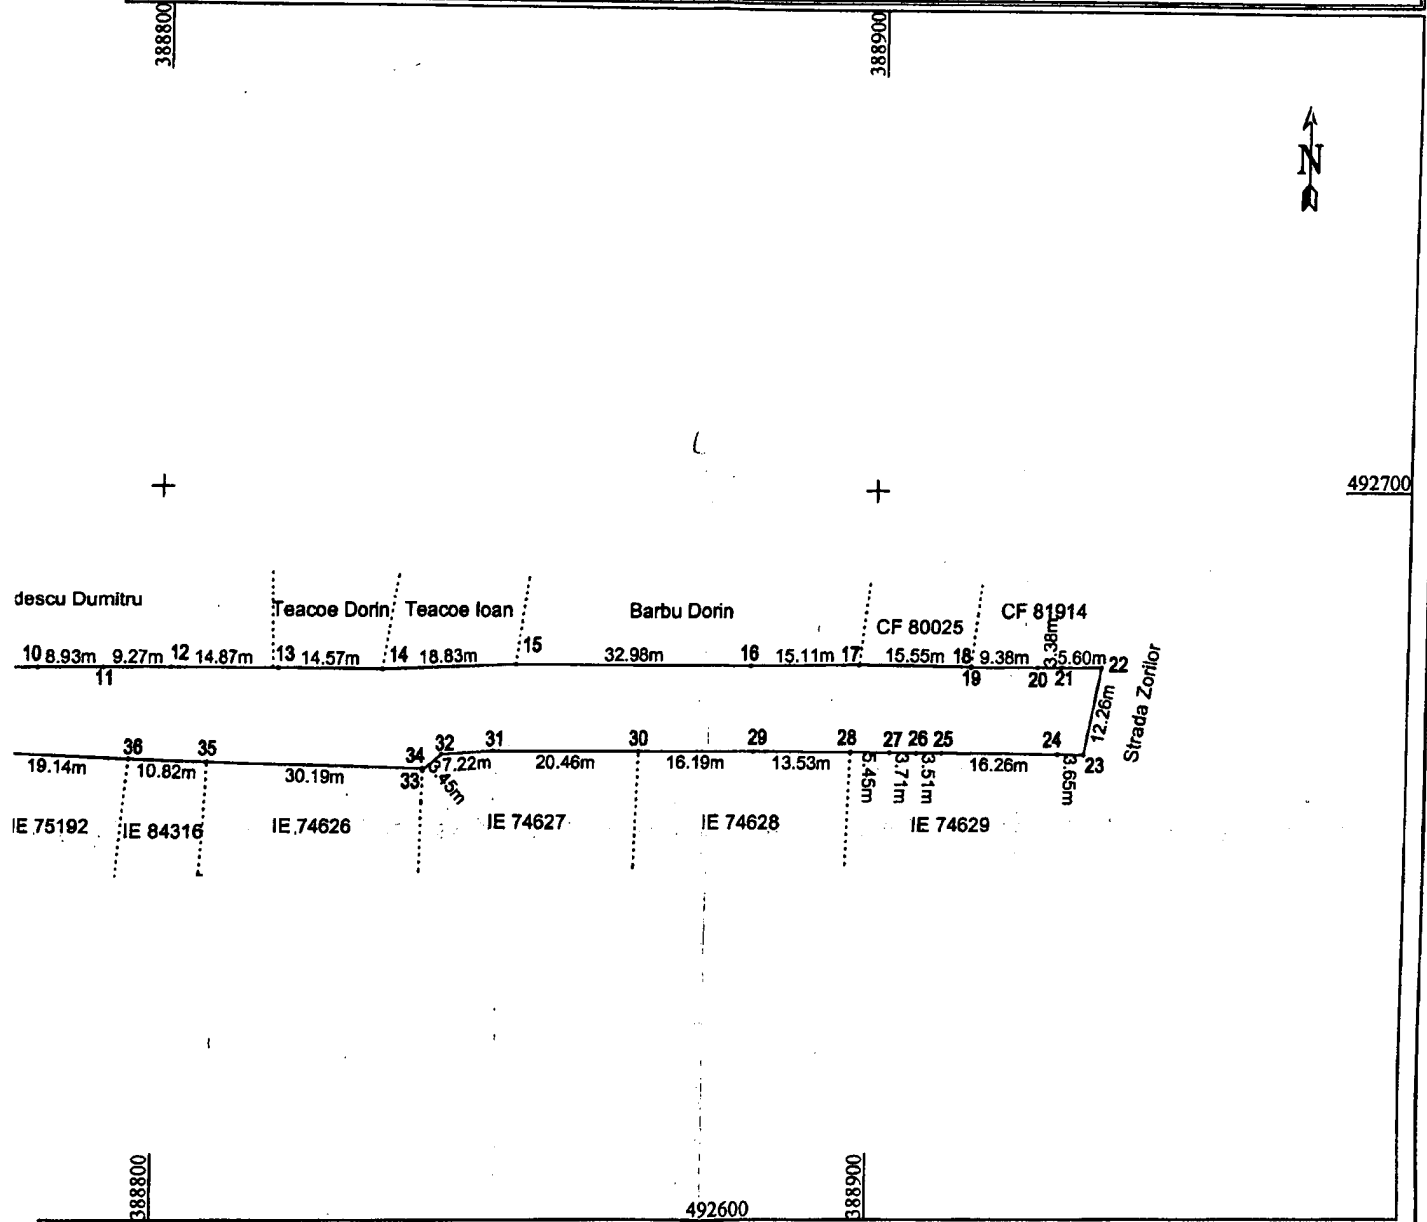 388800
388900
N
492700
descu Dumitru
Teacoe Dorin
Teacoe Ioan
Barbu Dorin
CF 80025
CF 81914
10 8.93m 9.27m 12 14.87m 13 14.57m 14 18.83m 15 32.98m 16 15.11m 17 15.55m 18 9.38m 3.38m 5.60m 22
11 19 20 21
12.26m
Strada Zorilor
36 35 34 32 31 30 29 28 27 26 25 24 23
19.14m 10.82m 30.19m 33 3.45m 7.22m 20.46m 16.19m 13.53m 5.45m 3.71m 3.51m 16.26m 3.65m
IE 75192 IE 84316 IE 74626 IE 74627 IE 74628 IE 74629
388800
492600
388900